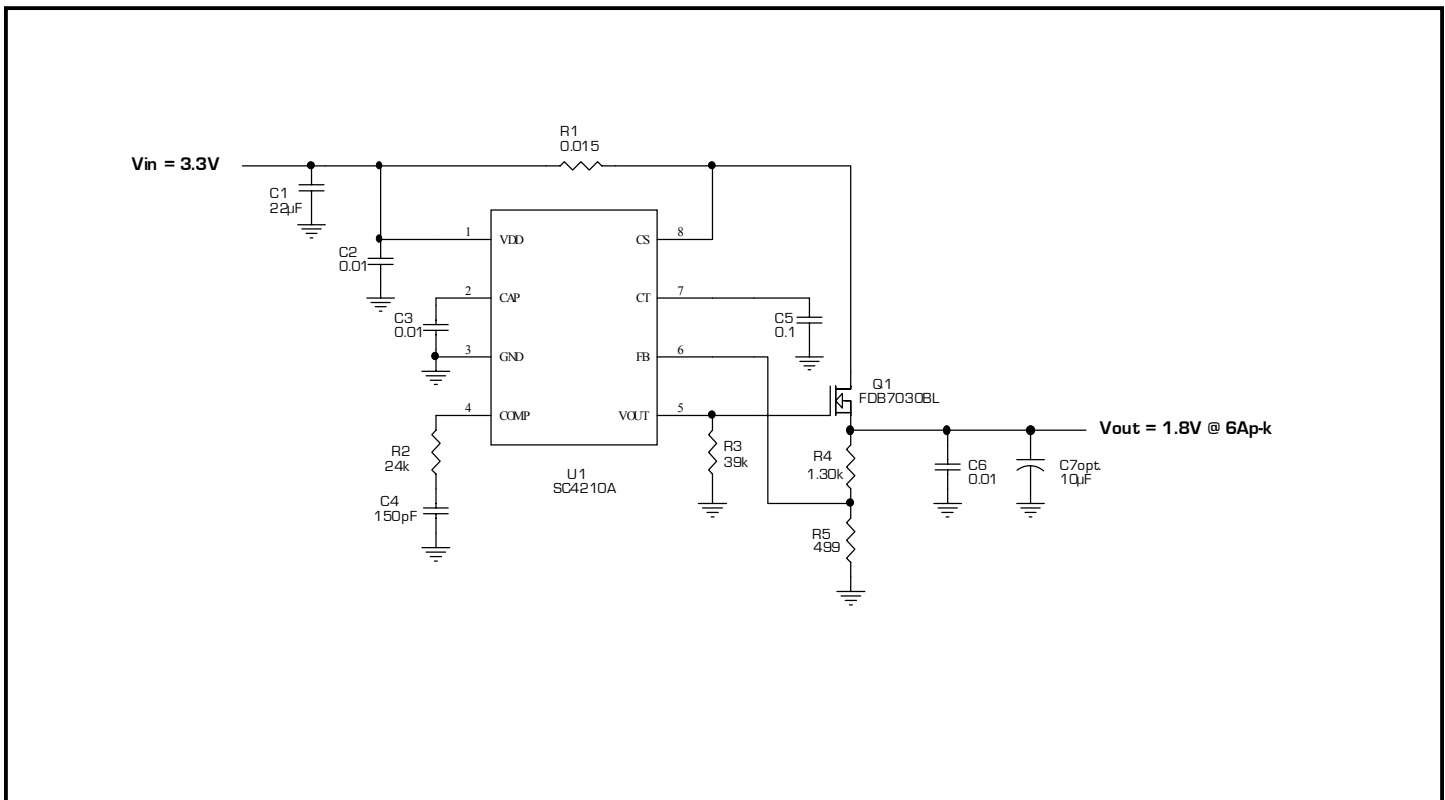 R1
0.015
Vin = 3.3V
C1
22µF
1
VDD
CS
8
C2
0.01
2
CAP
CT
7
C3
0.01
C5
0.1
3
GND
FB
6
Q1
FDB7030BL
4
COMP
VOUT
5
Vout = 1.8V @ 6Ap-k
R2
24k
R3
39k
R4
1.30k
C6
0.01
C7opt.
10µF
U1
SC4210A
C4
150pF
R5
499